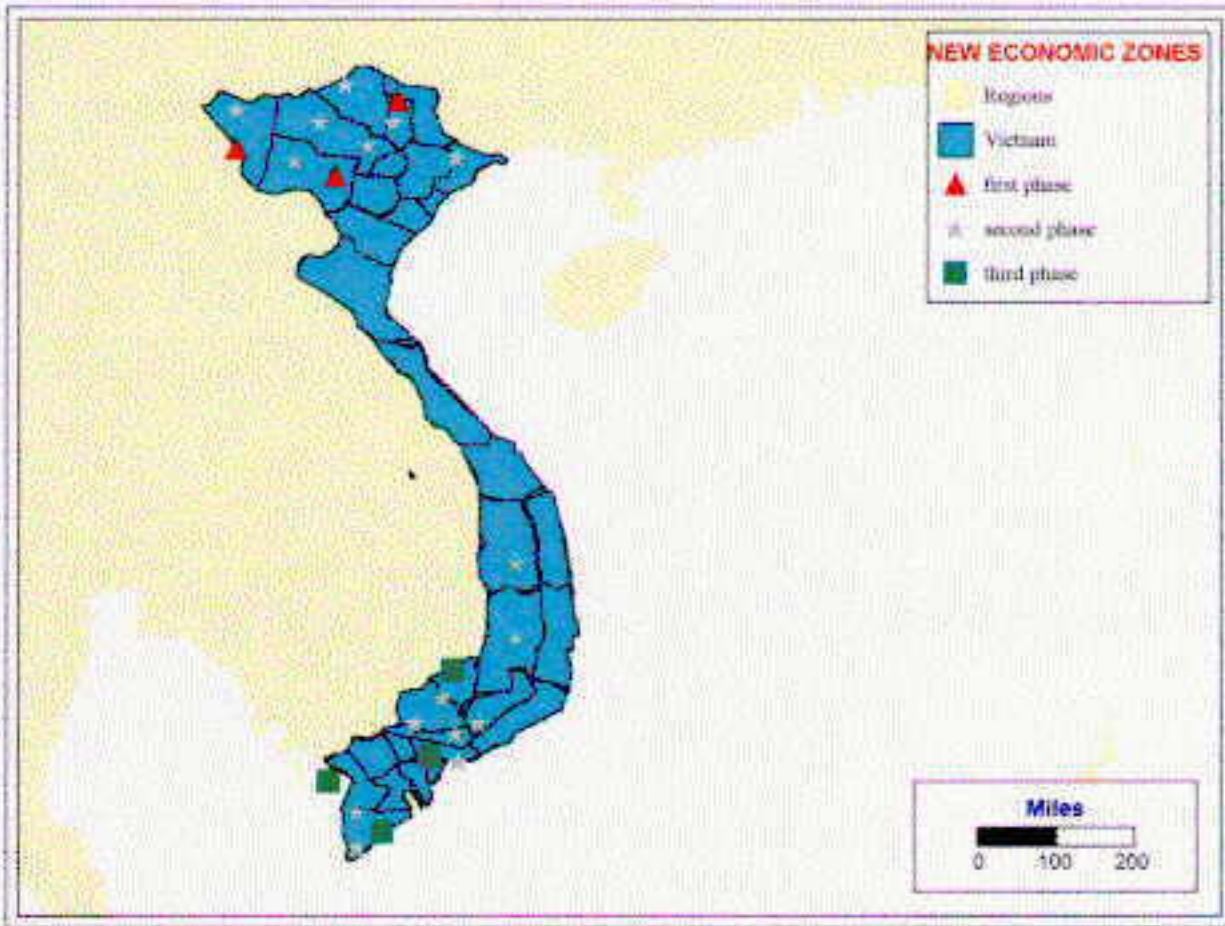 NEW ECONOMIC ZONES
Regions
Vietnam
first phase
second phase
third phase
Miles
0 100 200